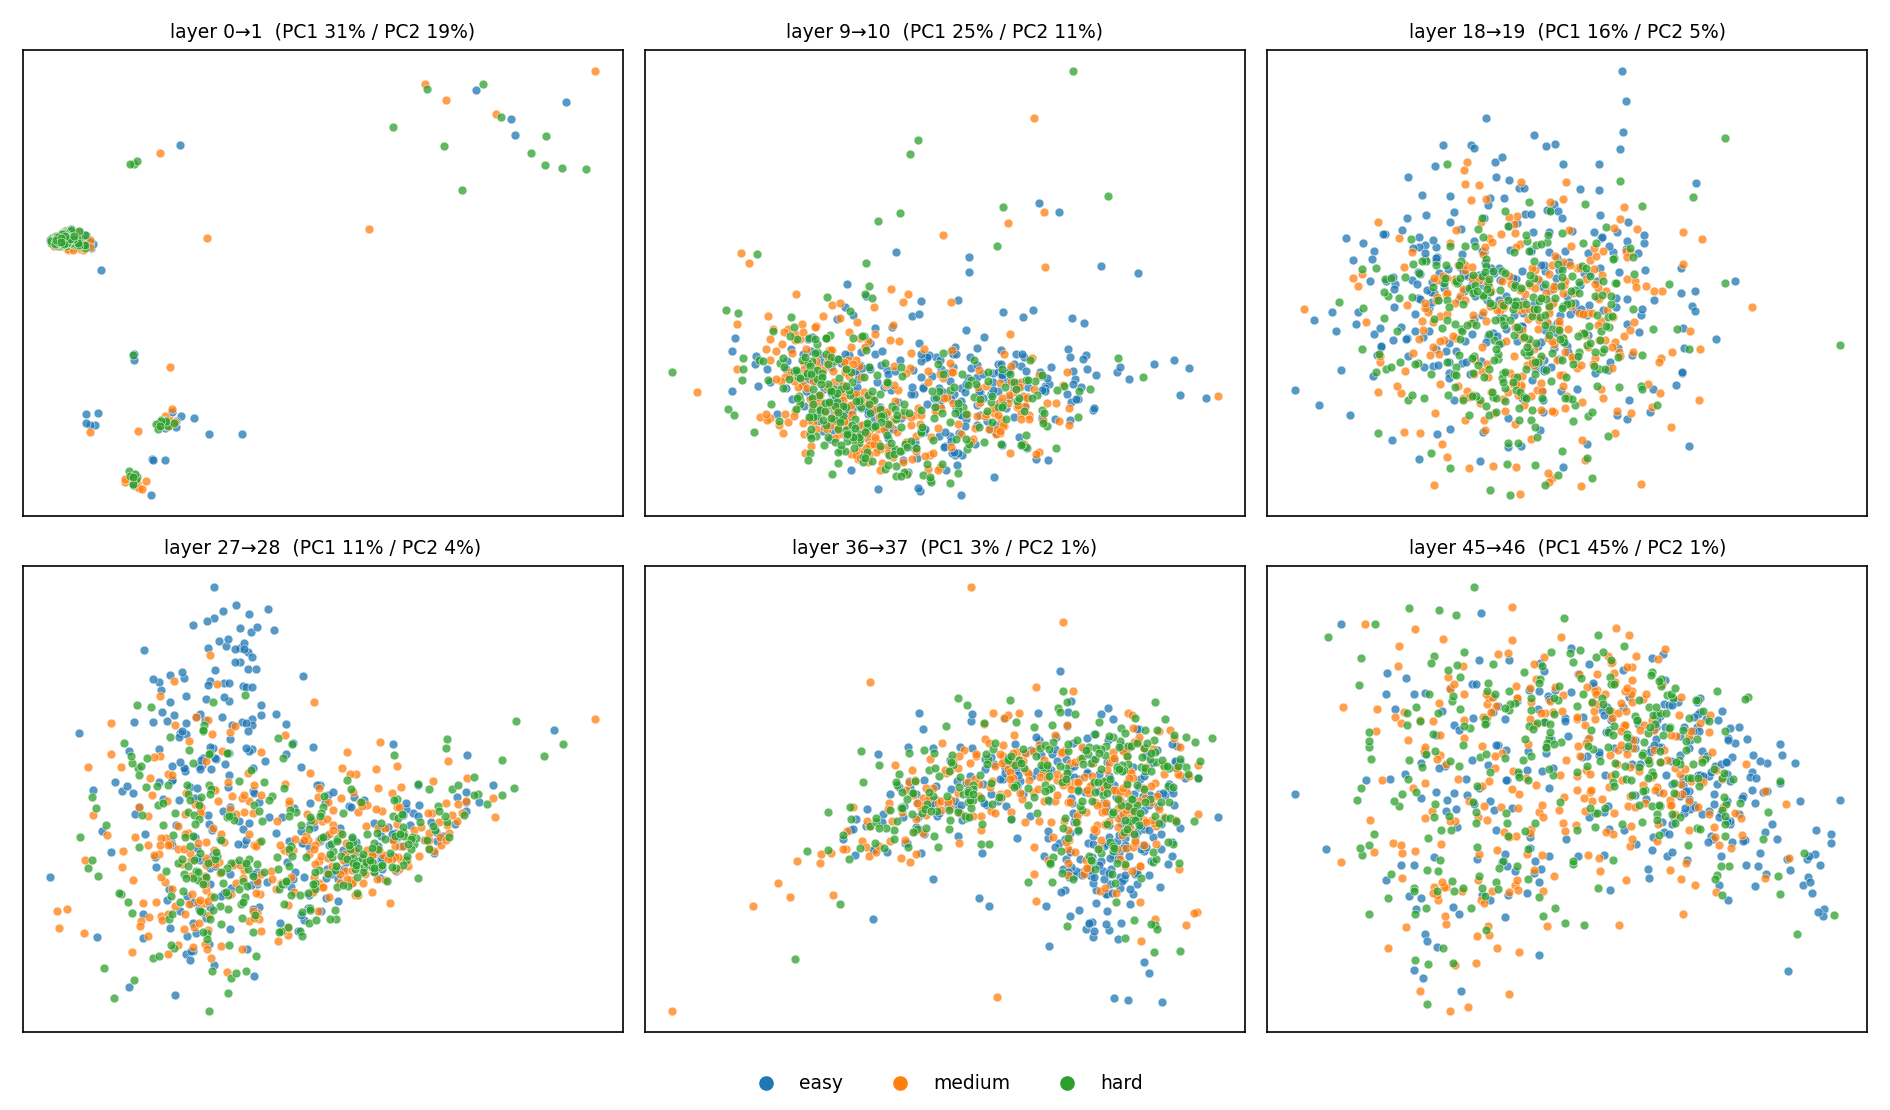 layer 0→1  (PC1 31% / PC2 19%)
layer 9→10  (PC1 25% / PC2 11%)
layer 18→19  (PC1 16% / PC2 5%)
layer 27→28  (PC1 11% / PC2 4%)
layer 36→37  (PC1 3% / PC2 1%)
layer 45→46  (PC1 45% / PC2 1%)
easy medium hard